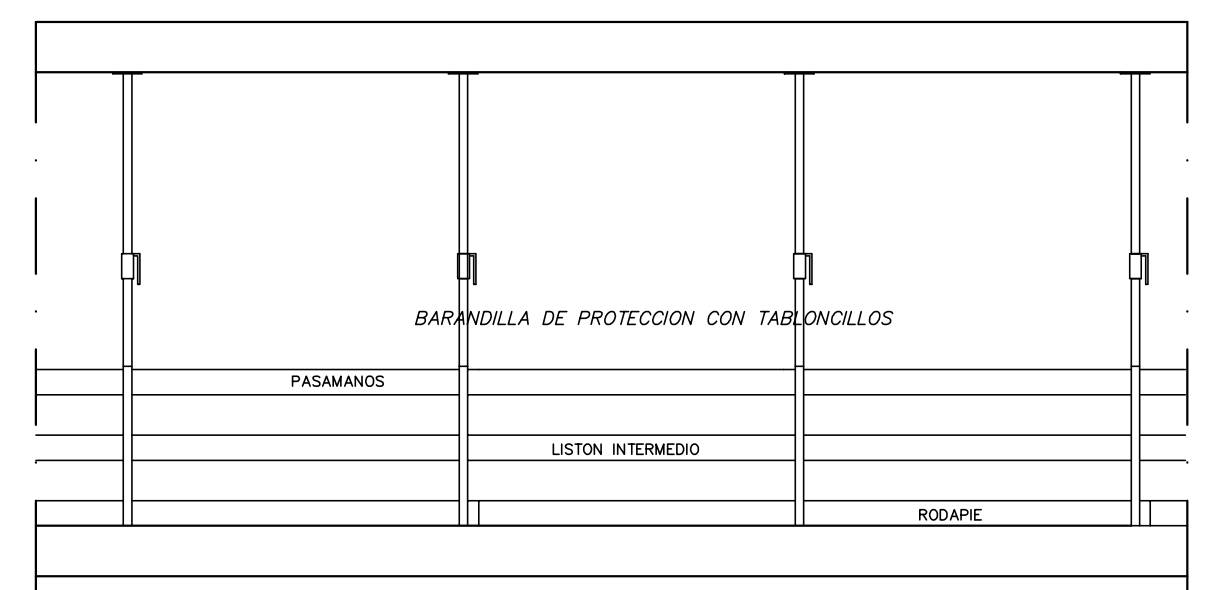 BARANDILLA DE PROTECCION CON TABLONCILLOS
PASAMANOS
LISTON INTERMEDIO
RODAPIE